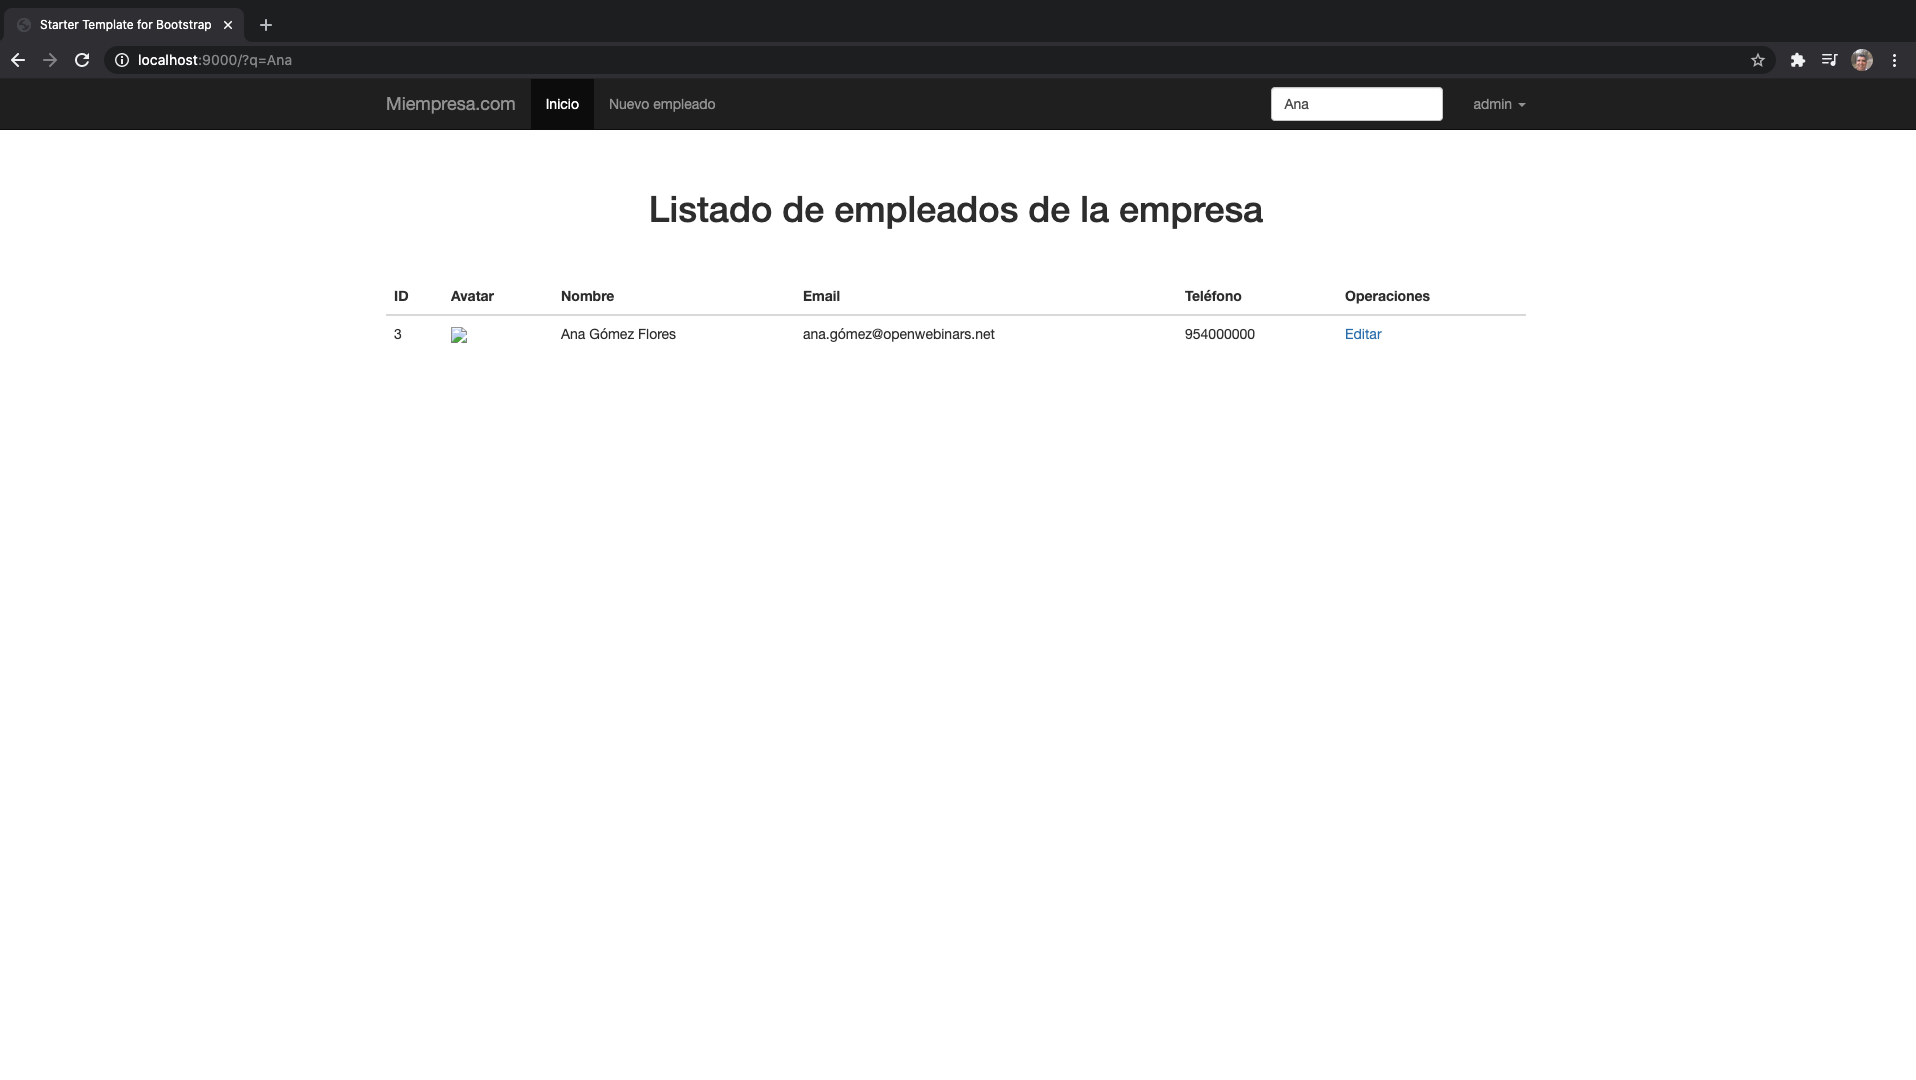 Starter Template for Bootstrap
localhost:9000/?q=Ana
Miempresa.com Inicio Nuevo empleado Ana admin
Listado de empleados de la empresa
ID Avatar Nombre Email Teléfono Operaciones
3 Ana Gómez Flores ana.gómez@openwebinars.net 954000000 Editar